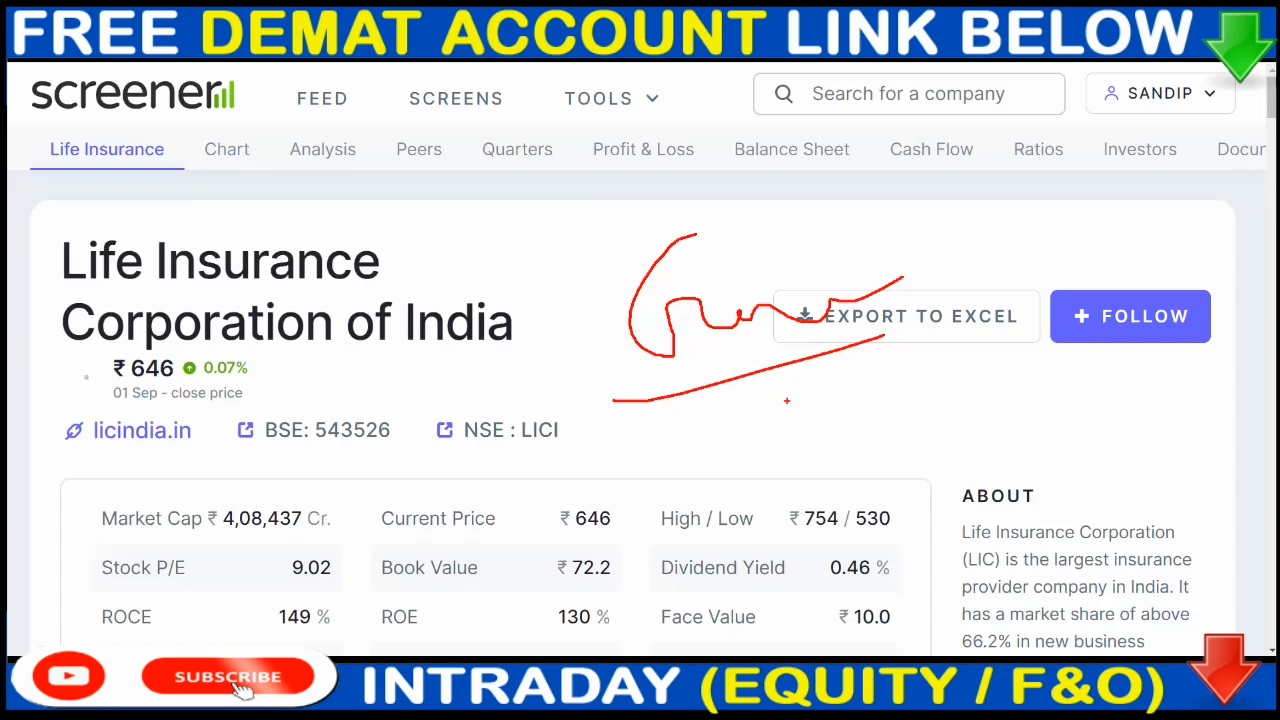 FREE DEMAT ACCOUNT LINK BELOW
screener FEED SCREENS TOOLS Search for a company SANDIP
Life Insurance Chart Analysis Peers Quarters Profit & Loss Balance Sheet Cash Flow Ratios Investors Docur
Life Insurance
Corporation of India
EXPORT TO EXCEL + FOLLOW
₹ 646 0.07%
01 Sep - close price
licindia.in BSE: 543526 NSE : LICI
Market Cap ₹ 4,08,437 Cr. Current Price ₹ 646 High / Low ₹ 754 / 530
Stock P/E 9.02 Book Value ₹ 72.2 Dividend Yield 0.46 %
ROCE 149 % ROE 130 % Face Value ₹ 10.0
ABOUT
Life Insurance Corporation
(LIC) is the largest insurance
provider company in India. It
has a market share of above
66.2% in new business
SUBSCRIBE
INTRADAY (EQUITY / F&O)